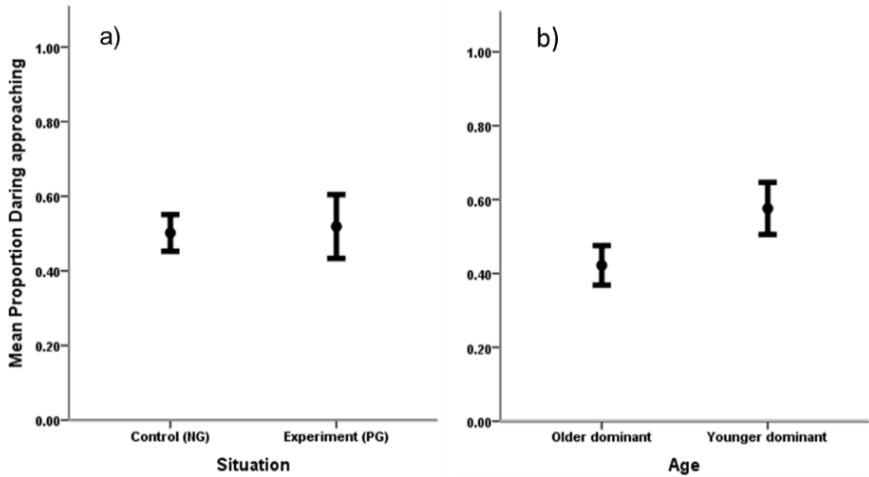 a)
Mean Proportion Daring approaching
1.00
0.80
0.60
0.40
0.20
0.00
Control (NG)
Experiment (PG)
Situation
b)
1.00
0.80
0.60
0.40
0.20
0.00
Older dominant
Younger dominant
Age